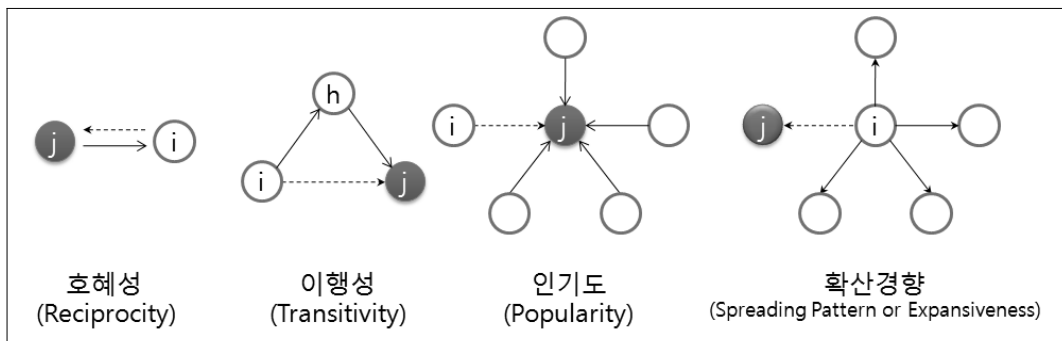 j
i
호혜성
(Reciprocity)
h
i
j
이행성
(Transitivity)
i
j
인기도
(Popularity)
j
i
확산경향
(Spreading Pattern or Expansiveness)